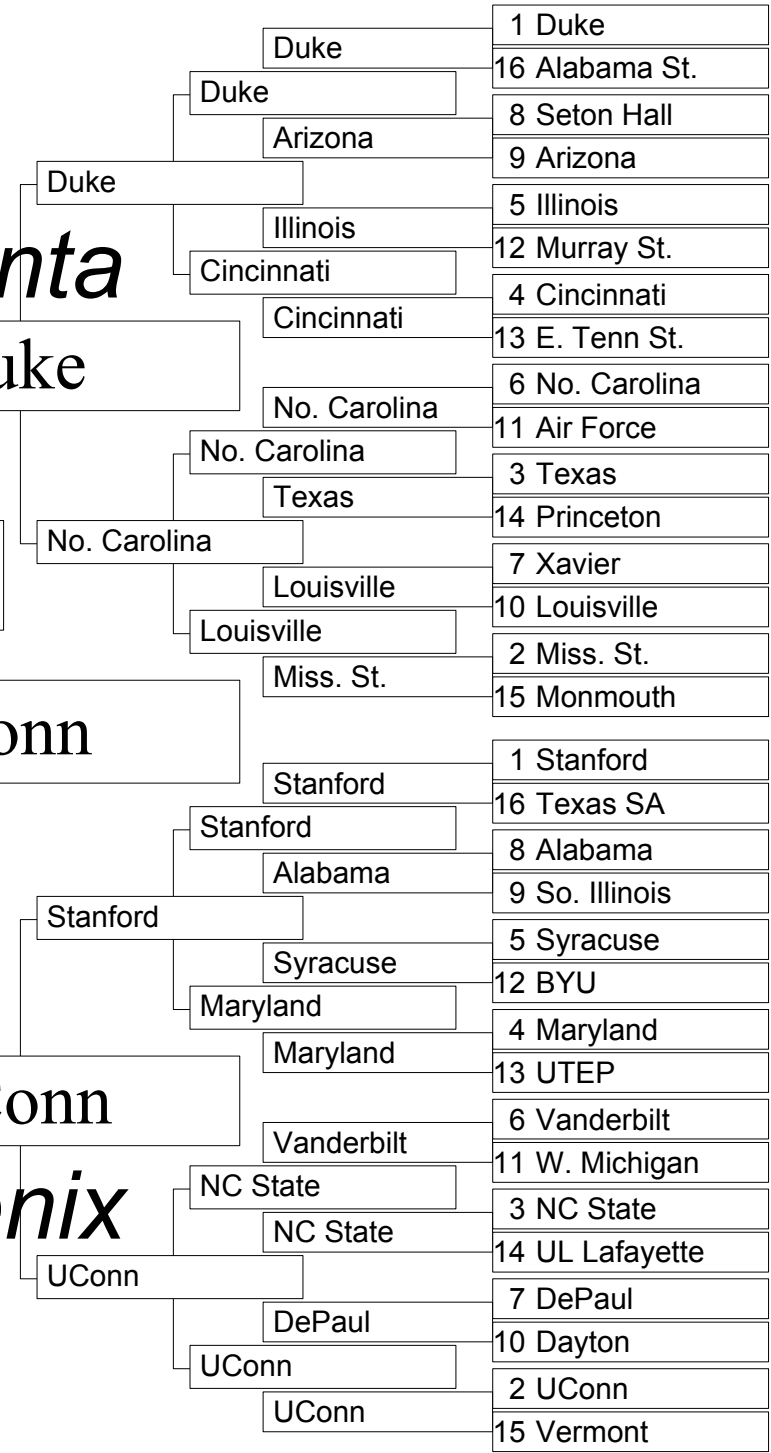 1 Duke
Duke
16 Alabama St.
Duke
8 Seton Hall
Arizona
9 Arizona
Duke
5 Illinois
Illinois
12 Murray St.
nta
Cincinnati
4 Cincinnati
Cincinnati
13 E. Tenn St.
uke
6 No. Carolina
No. Carolina
11 Air Force
No. Carolina
3 Texas
Texas
14 Princeton
No. Carolina
7 Xavier
Louisville
10 Louisville
Louisville
2 Miss. St.
Miss. St.
15 Monmouth
onn
1 Stanford
Stanford
16 Texas SA
Stanford
8 Alabama
Alabama
9 So. Illinois
Stanford
5 Syracuse
Syracuse
12 BYU
Maryland
4 Maryland
Maryland
13 UTEP
Conn
6 Vanderbilt
Vanderbilt
11 W. Michigan
NC State
3 NC State
NC State
14 UL Lafayette
enix
UConn
7 DePaul
DePaul
10 Dayton
UConn
2 UConn
UConn
15 Vermont